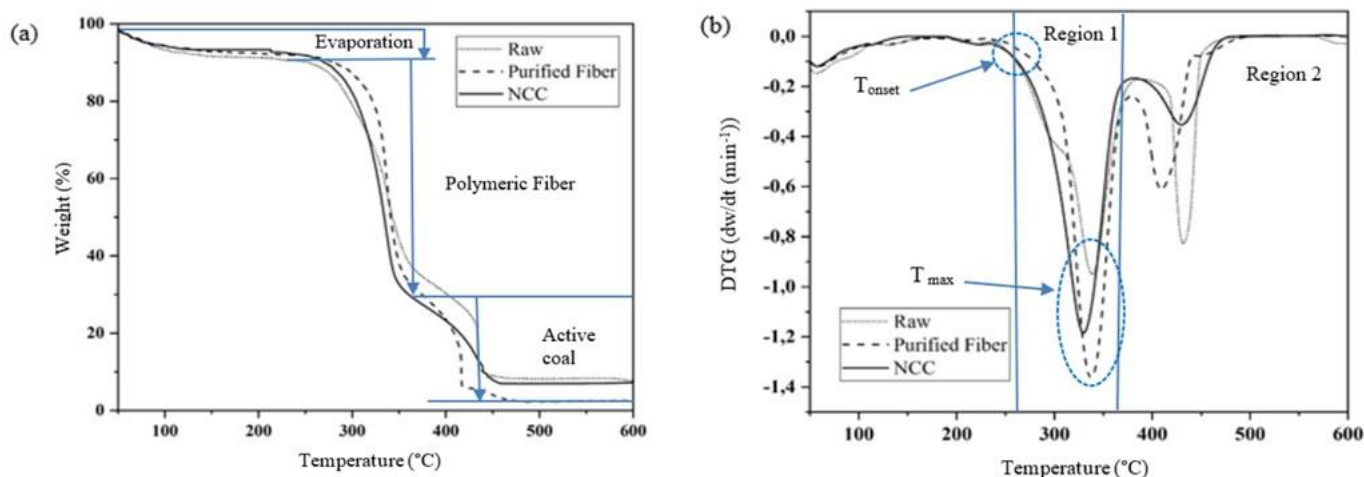 (a)
100
80
60
40
20
0
Weight (%)
100
200
300
400
500
600
Temperature (°C)
Evaporation
Raw
Purified Fiber
NCC
Polymeric Fiber
Active
coal
(b)
0,0
-0,2
-0,4
-0,6
-0,8
-1,0
-1,2
-1,4
DTG (dw/dt (min⁻¹))
100
200
300
400
500
600
Temperature (°C)
Region 1
Region 2
Tonset
T max
Raw
Purified Fiber
NCC